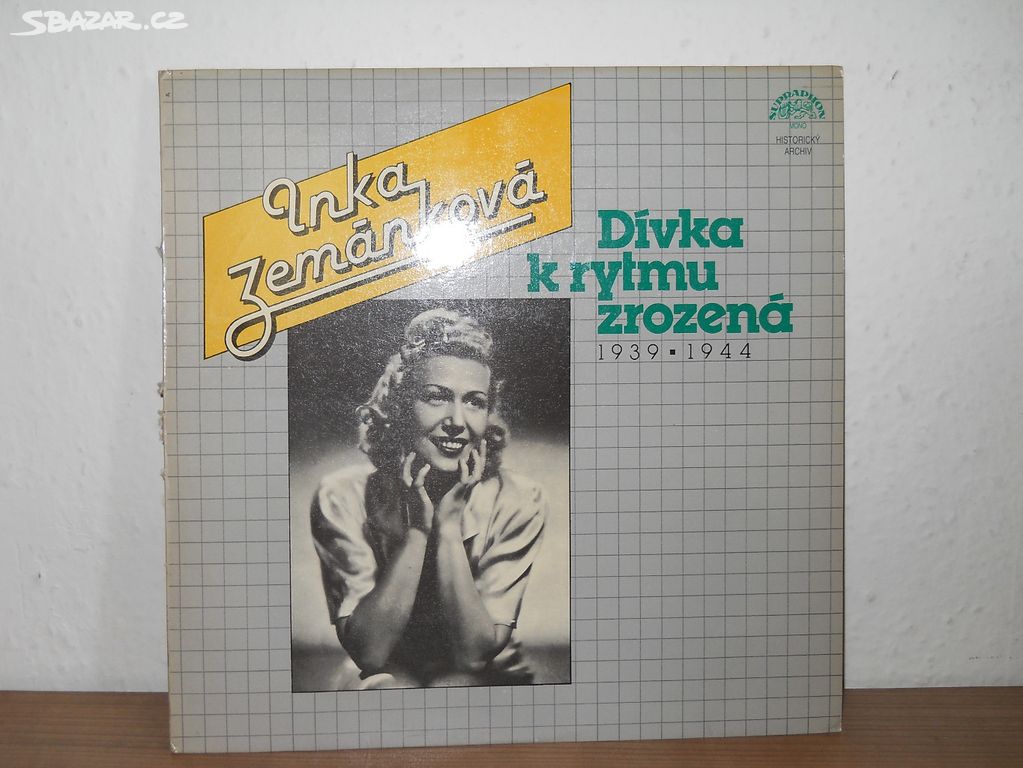 SBAZAR.CZ
SUPRAPHON
MONO
HISTORICKÝ
ARCHIV
Inka
Zemánková
Dívka
k rytmu
zrozená
1939 ▪ 1944